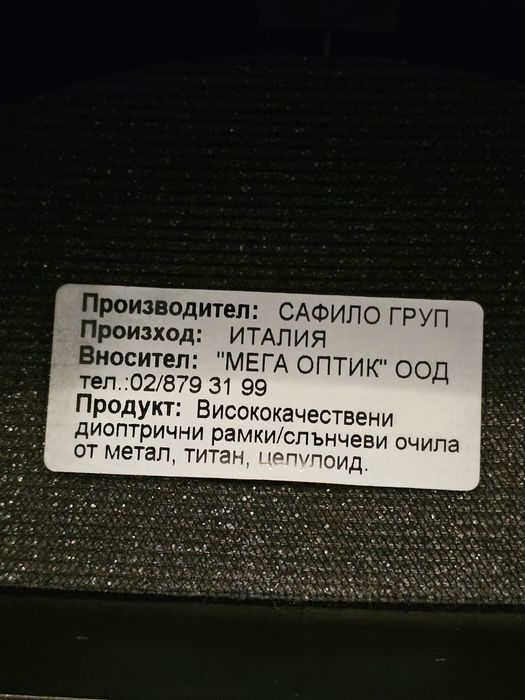 Производител: САФИЛО ГРУП
Произход: ИТАЛИЯ
Вносител: "МЕГА ОПТИК" ООД
тел.:02/879 31 99
Продукт: Висококачествени
диоптрични рамки/слънчеви очила
от метал, титан, целулоид.